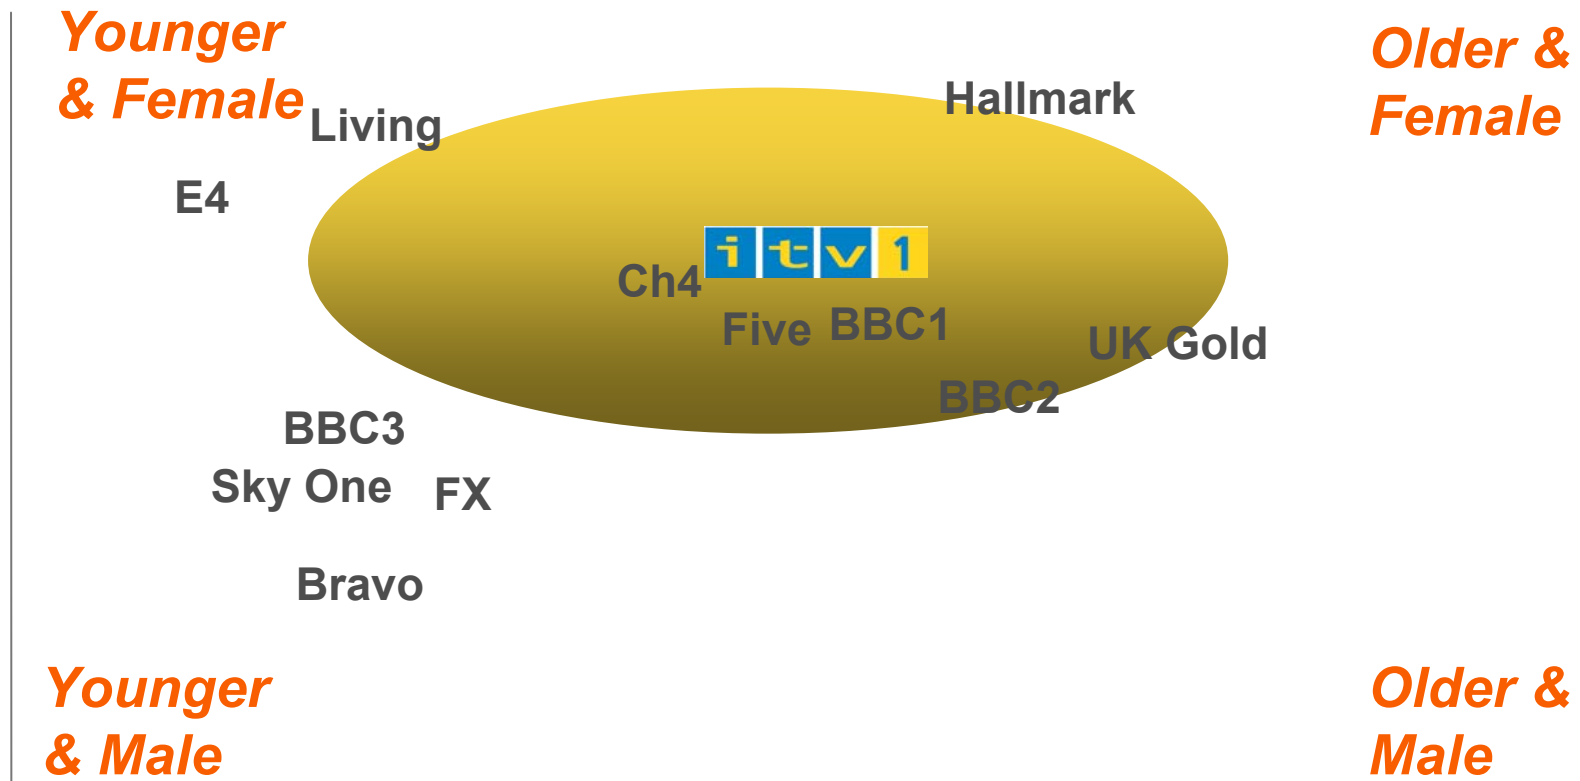 Younger
& Female
Older &
Female
Hallmark
Living
E4
itv1
Ch4
Five
BBC1
UK Gold
BBC2
BBC3
Sky One
FX
Bravo
Younger
& Male
Older &
Male